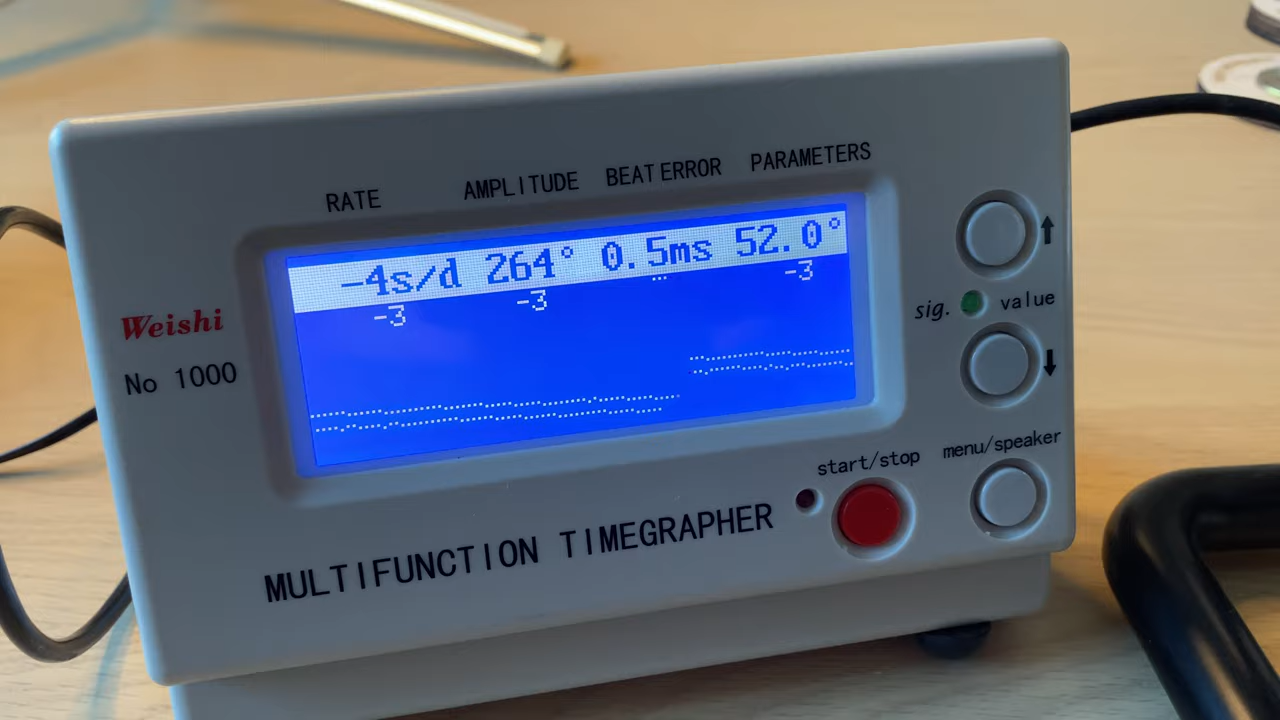 RATE AMPLITUDE BEAT ERROR PARAMETERS
-4s/d 264° 0.5ms 52.0°
-3 -3 ... -3
sig. value
Weishi
No 1000
start/stop menu/speaker
MULTIFUNCTION TIMEGRAPHER